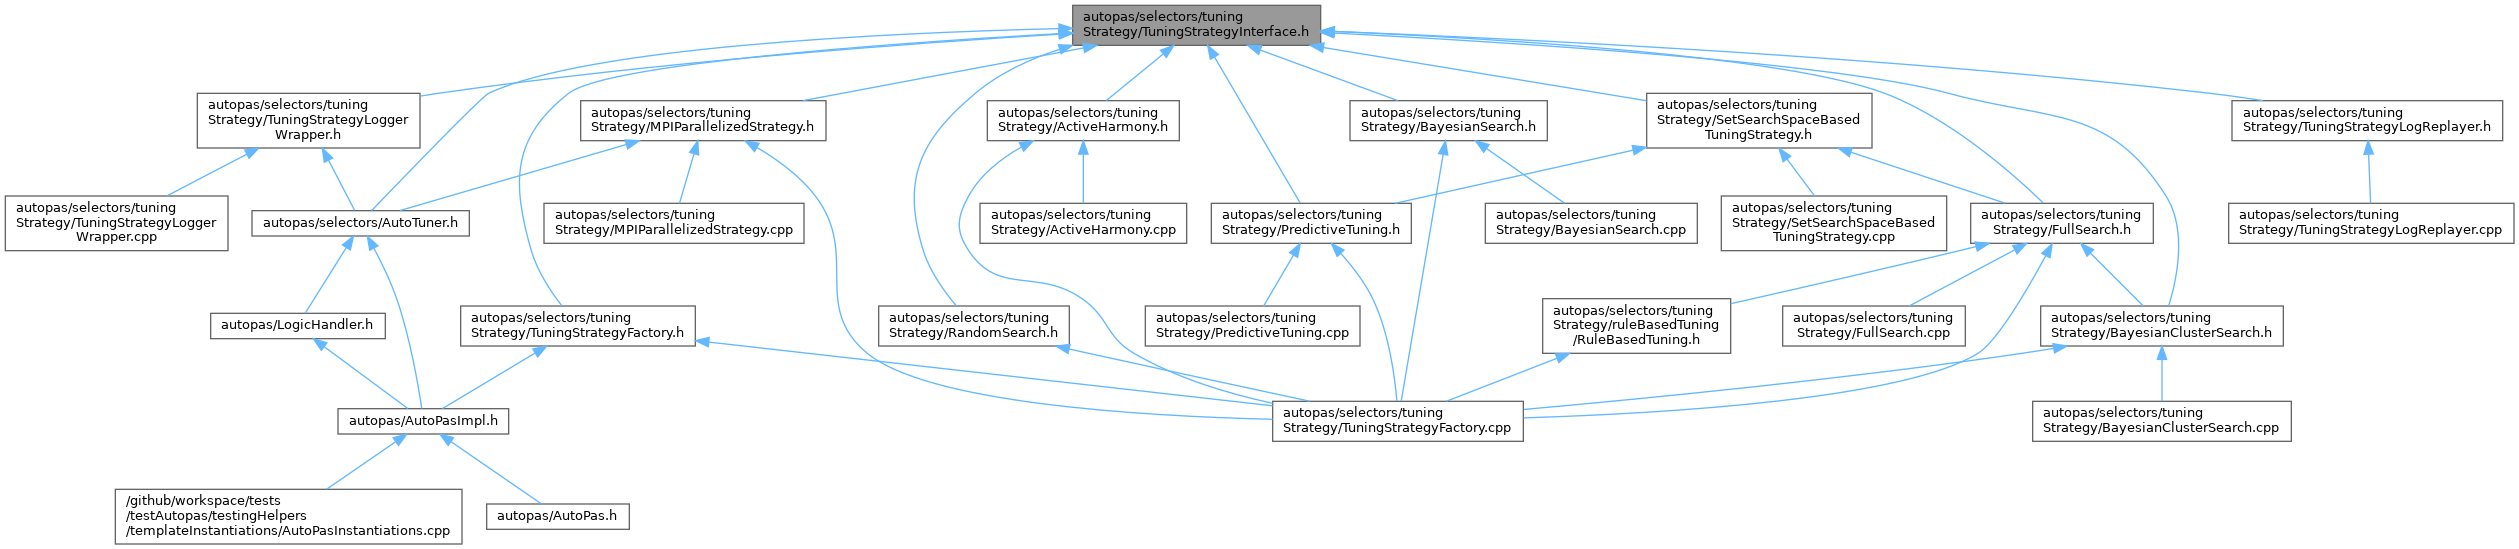 autopas/selectors/tuning
Strategy/TuningStrategyInterface.h
autopas/selectors/tuning
Strategy/TuningStrategyLogger
Wrapper.h
autopas/selectors/tuning
Strategy/MPIParallelizedStrategy.h
autopas/selectors/tuning
Strategy/ActiveHarmony.h
autopas/selectors/tuning
Strategy/BayesianSearch.h
autopas/selectors/tuning
Strategy/SetSearchSpaceBased
TuningStrategy.h
autopas/selectors/tuning
Strategy/TuningStrategyLogReplayer.h
autopas/selectors/tuning
Strategy/TuningStrategyLogger
Wrapper.cpp
autopas/selectors/AutoTuner.h
autopas/selectors/tuning
Strategy/MPIParallelizedStrategy.cpp
autopas/selectors/tuning
Strategy/ActiveHarmony.cpp
autopas/selectors/tuning
Strategy/PredictiveTuning.h
autopas/selectors/tuning
Strategy/BayesianSearch.cpp
autopas/selectors/tuning
Strategy/SetSearchSpaceBased
TuningStrategy.cpp
autopas/selectors/tuning
Strategy/FullSearch.h
autopas/selectors/tuning
Strategy/TuningStrategyLogReplayer.cpp
autopas/LogicHandler.h
autopas/selectors/tuning
Strategy/TuningStrategyFactory.h
autopas/selectors/tuning
Strategy/RandomSearch.h
autopas/selectors/tuning
Strategy/PredictiveTuning.cpp
autopas/selectors/tuning
Strategy/ruleBasedTuning
/RuleBasedTuning.h
autopas/selectors/tuning
Strategy/FullSearch.cpp
autopas/selectors/tuning
Strategy/BayesianClusterSearch.h
autopas/AutoPasImpl.h
autopas/selectors/tuning
Strategy/TuningStrategyFactory.cpp
autopas/selectors/tuning
Strategy/BayesianClusterSearch.cpp
/github/workspace/tests
/testAutopas/testingHelpers
/templateInstantiations/AutoPasInstantiations.cpp
autopas/AutoPas.h